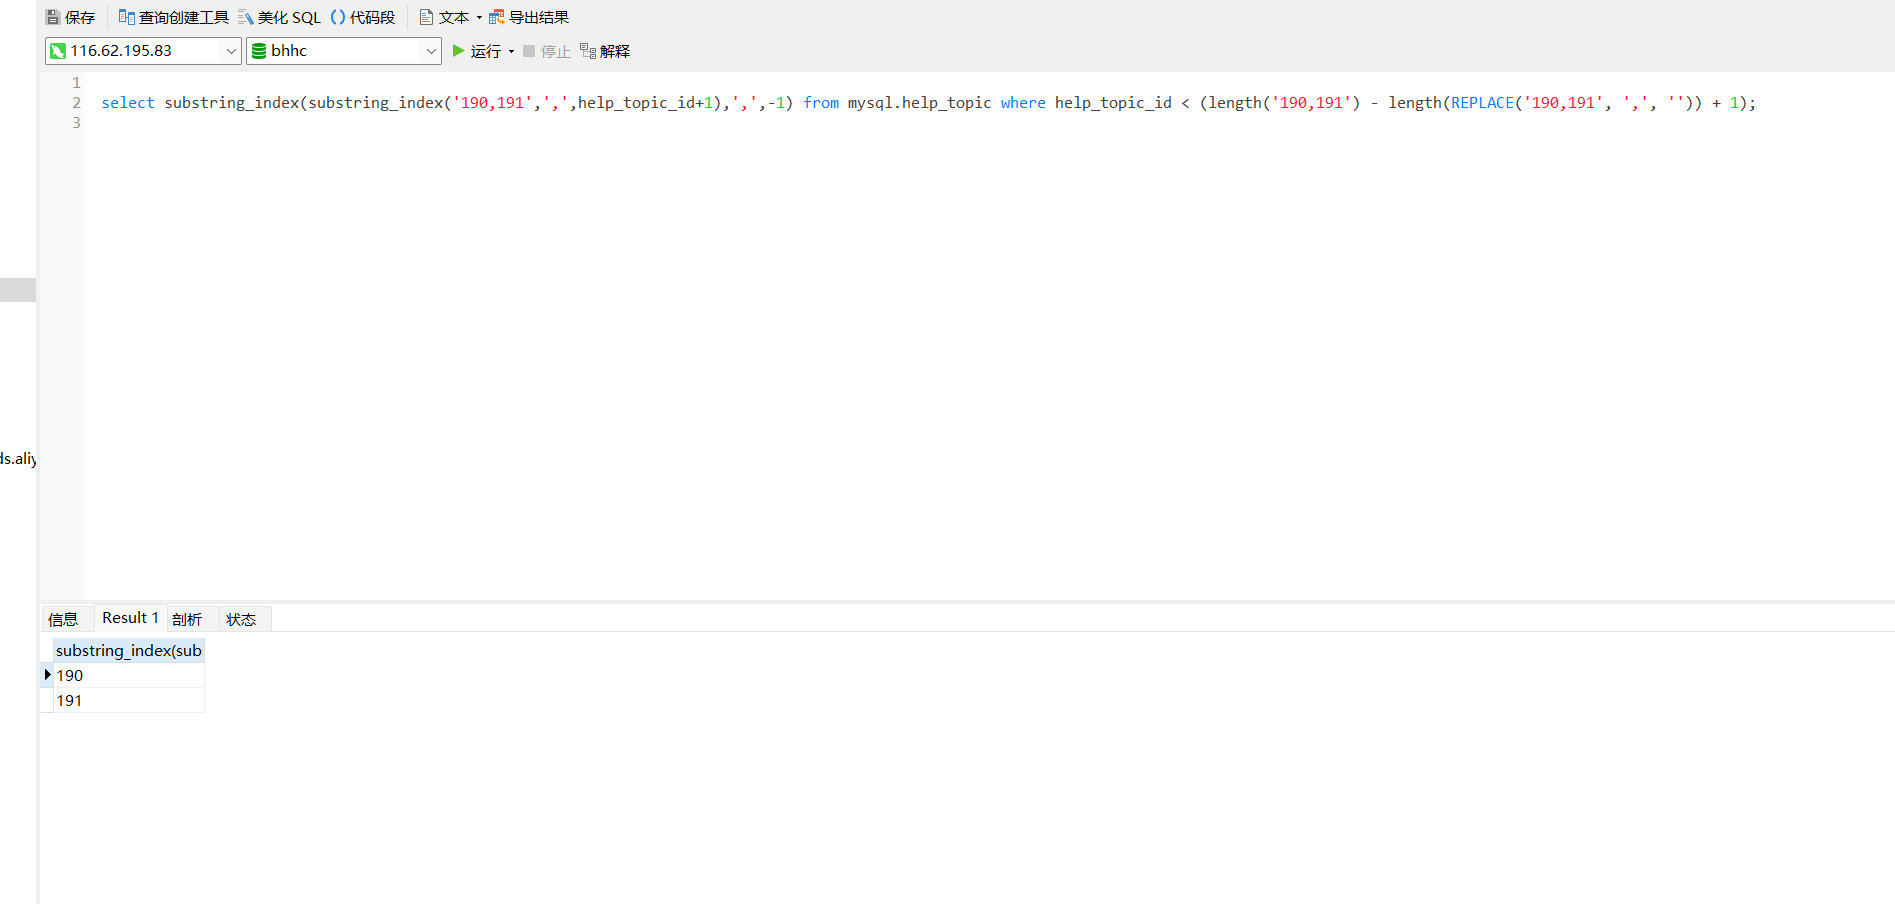 保存 查询创建工具 美化 SQL () 代码段 文本 导出结果
116.62.195.83 bhhc 运行 停止 解释
1
2 select substring_index(substring_index('190,191',',',help_topic_id+1),',',-1) from mysql.help_topic where help_topic_id < (length('190,191') - length(REPLACE('190,191', ',', '')) + 1);
3
ds.aliy
信息 Result 1 剖析 状态
substring_index(sub
190
191